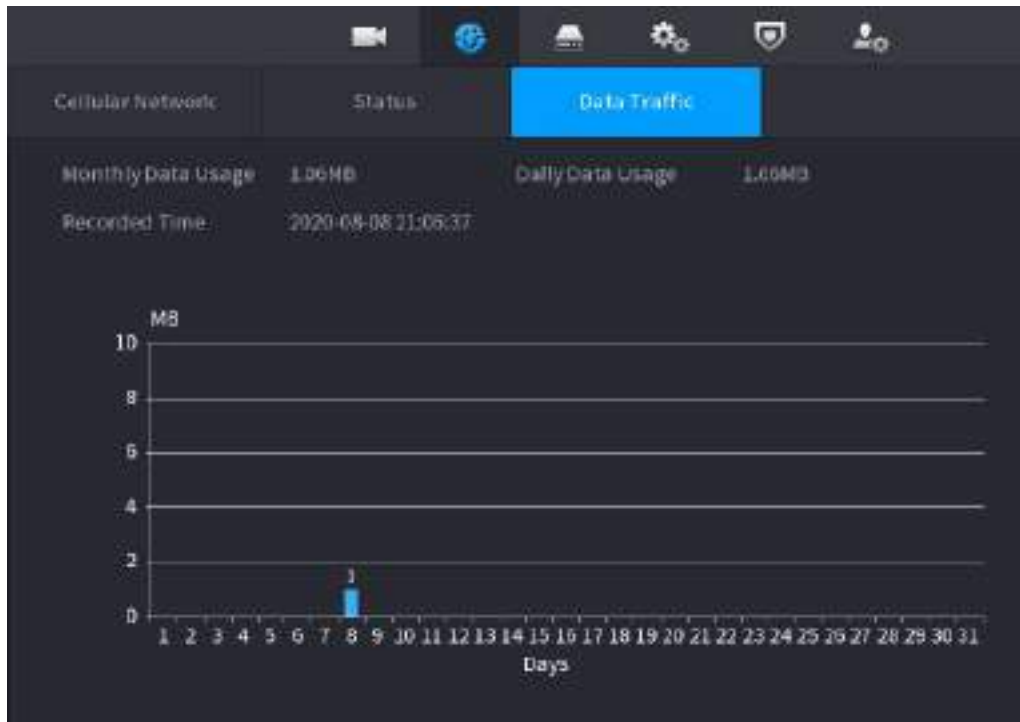 Cellular Network Status Data Traffic
Monthly Data Usage 1.06MB Daily Data Usage
Recorded Time 2020-08-08 21:06:37
MB
10
8
6
4
2
1
0
1 2 3 4 5 6 7 8 9 10 11 12 13 14 15 16 17 18 19 20 21 22 23 24 25 26 27 28 29 30 31
Days